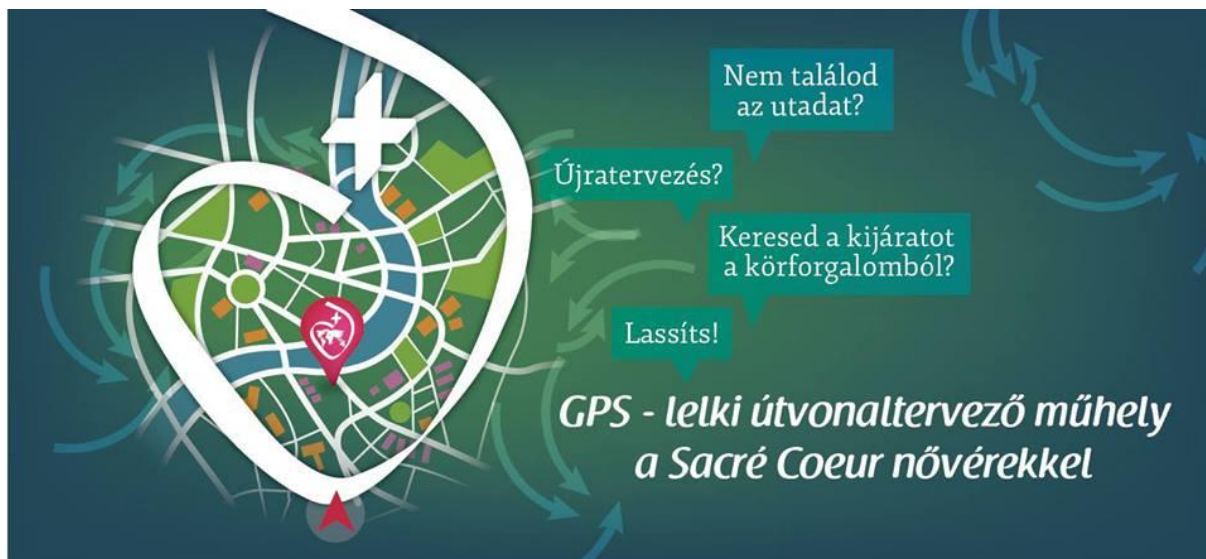 Nem találod
az utadat?
Újratervezés?
Keresed a kijáratot
a körforgalomból?
Lassíts!
GPS - lelki útvonaltervező műhely
a Sacré Coeur nővérekkel